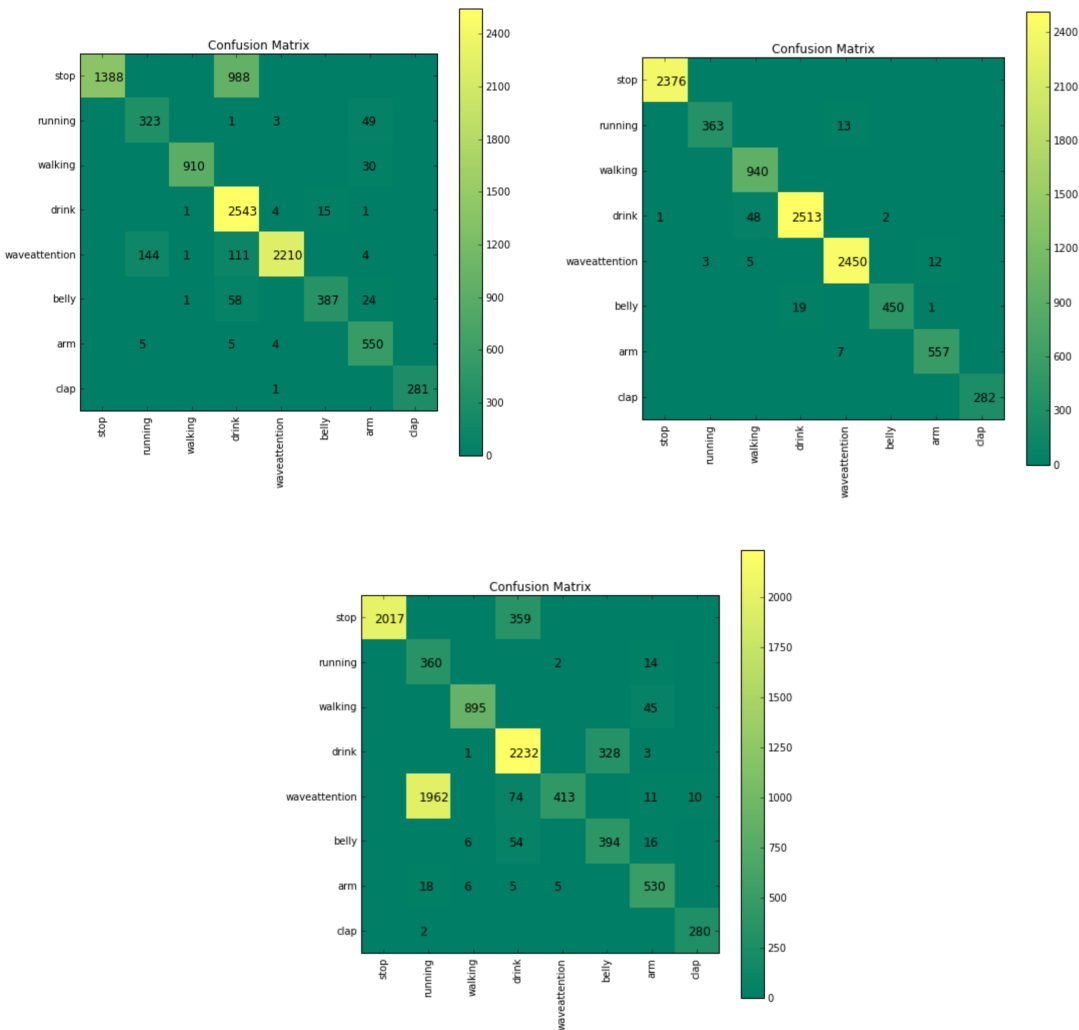 Confusion Matrix
stop 1388 988
running 323 1 3 49
walking 910 30
drink 1 2543 4 15 1
waveattention 144 1 111 2210 4
belly 1 58 387 24
arm 5 5 4 550
clap 1 281
stop running walking drink waveattention belly arm clap
2400
2100
1800
1500
1200
900
600
300
0
Confusion Matrix
stop 2376
running 363 13
walking 940
drink 1 48 2513 2
waveattention 3 5 2450 12
belly 19 450 1
arm 7 557
clap 282
stop running walking drink waveattention belly arm clap
2400
2100
1800
1500
1200
900
600
300
0
Confusion Matrix
stop 2017 359
running 360 2 14
walking 895 45
drink 1 2232 328 3
waveattention 1962 74 413 11 10
belly 6 54 394 16
arm 18 6 5 5 530
clap 2 280
stop running walking drink waveattention belly arm clap
2000
1750
1500
1250
1000
750
500
250
0